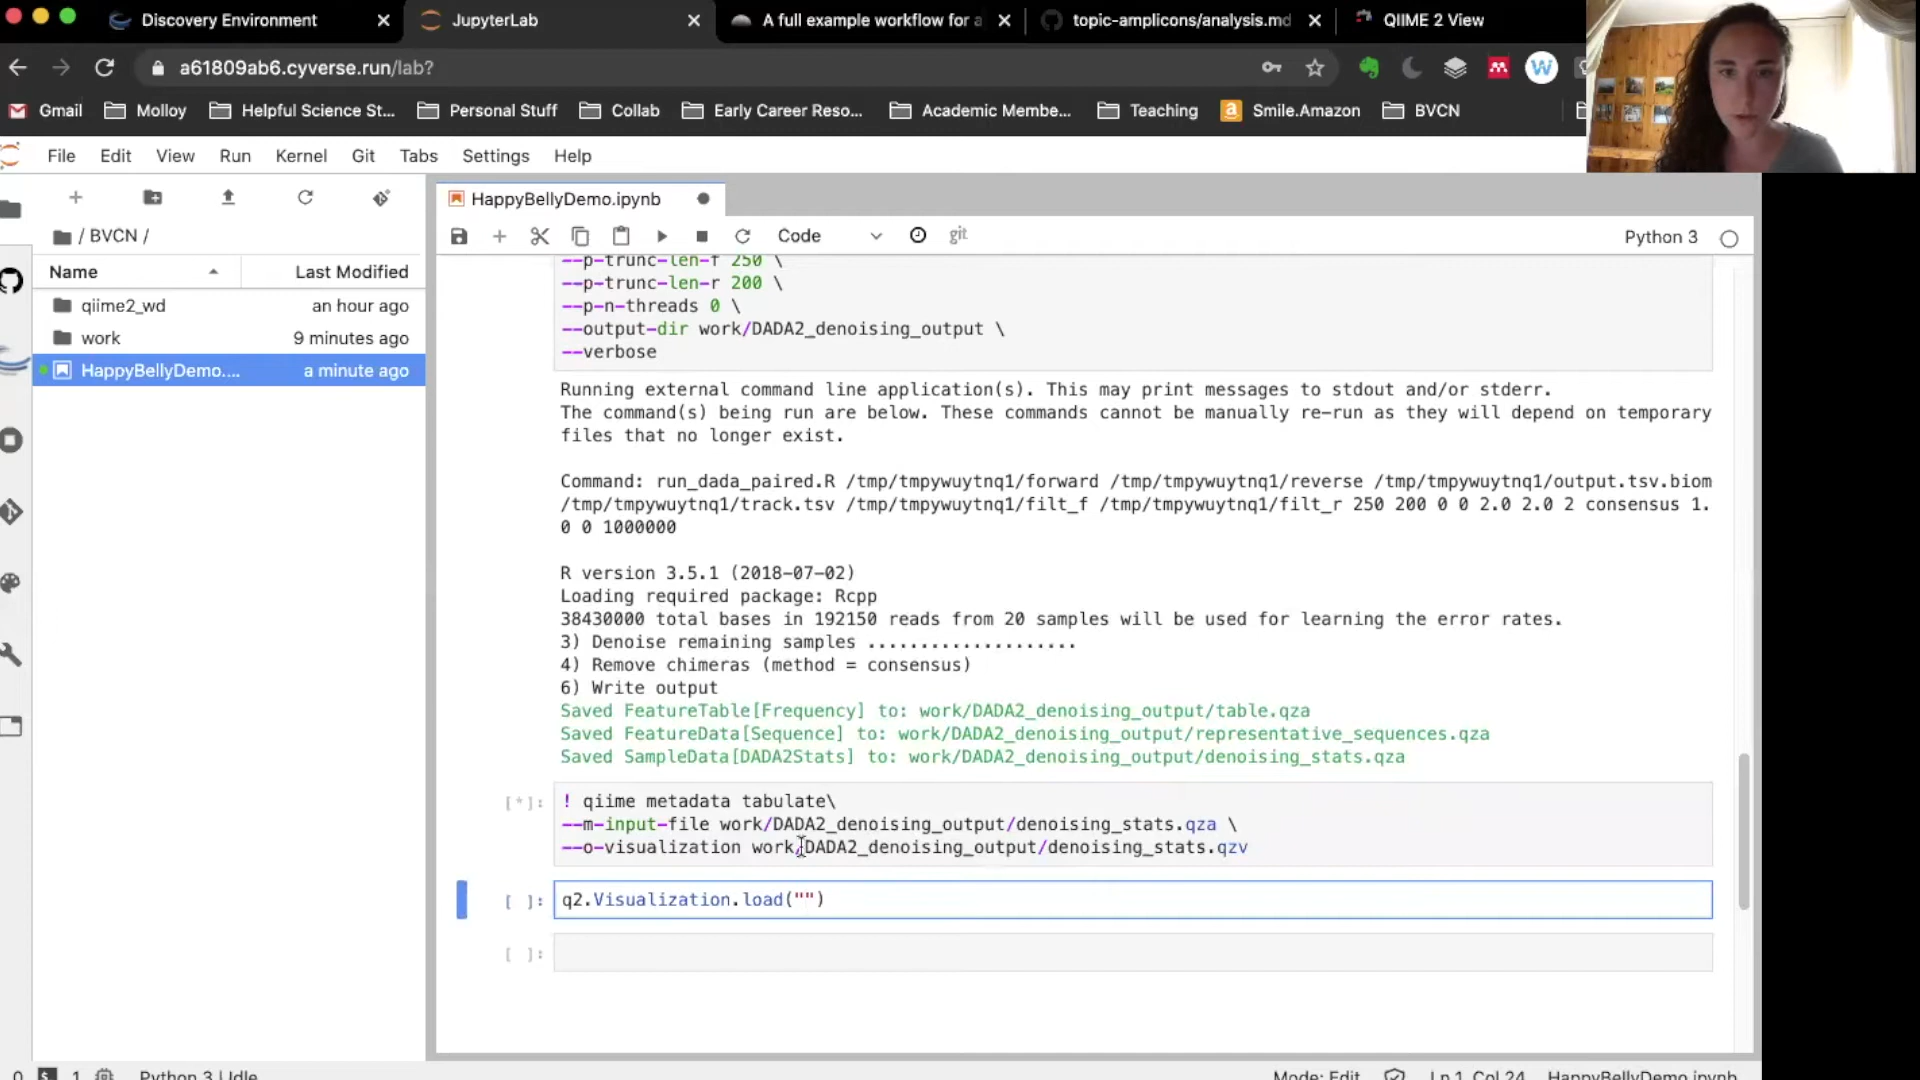 Discovery Environment
JupyterLab
A full example workflow for a
topic-amplicons/analysis.md
QIIME 2 View
a61809ab6.cyverse.run/lab?
Gmail
Molloy
Helpful Science St...
Personal Stuff
Collab
Early Career Reso...
Academic Membe...
Teaching
Smile.Amazon
BVCN
File Edit View Run Kernel Git Tabs Settings Help
HappyBellyDemo.ipynb
/ BVCN /
Code
git
Python 3
Name
Last Modified
qiime2_wd
an hour ago
work
9 minutes ago
HappyBellyDemo....
a minute ago
--p-trunc-len-f 250 \
--p-trunc-len-r 200 \
--p-n-threads 0 \
--output-dir work/DADA2_denoising_output \
--verbose
Running external command line application(s). This may print messages to stdout and/or stderr.
The command(s) being run are below. These commands cannot be manually re-run as they will depend on temporary
files that no longer exist.
Command: run_dada_paired.R /tmp/tmpywuytnq1/forward /tmp/tmpywuytnq1/reverse /tmp/tmpywuytnq1/output.tsv.biom
/tmp/tmpywuytnq1/track.tsv /tmp/tmpywuytnq1/filt_f /tmp/tmpywuytnq1/filt_r 250 200 0 0 2.0 2.0 2 consensus 1.
0 0 1000000
R version 3.5.1 (2018-07-02)
Loading required package: Rcpp
38430000 total bases in 192150 reads from 20 samples will be used for learning the error rates.
3) Denoise remaining samples ....................
4) Remove chimeras (method = consensus)
6) Write output
Saved FeatureTable[Frequency] to: work/DADA2_denoising_output/table.qza
Saved FeatureData[Sequence] to: work/DADA2_denoising_output/representative_sequences.qza
Saved SampleData[DADA2Stats] to: work/DADA2_denoising_output/denoising_stats.qza
[*]:
! qiime metadata tabulate\
--m-input-file work/DADA2_denoising_output/denoising_stats.qza \
--o-visualization work/DADA2_denoising_output/denoising_stats.qzv
[ ]:
q2.Visualization.load("")
[ ]:
0
$_
1
Python 3 | Idle
Mode: Edit
Ln 1, Col 24
HappyBellyDemo.ipynb